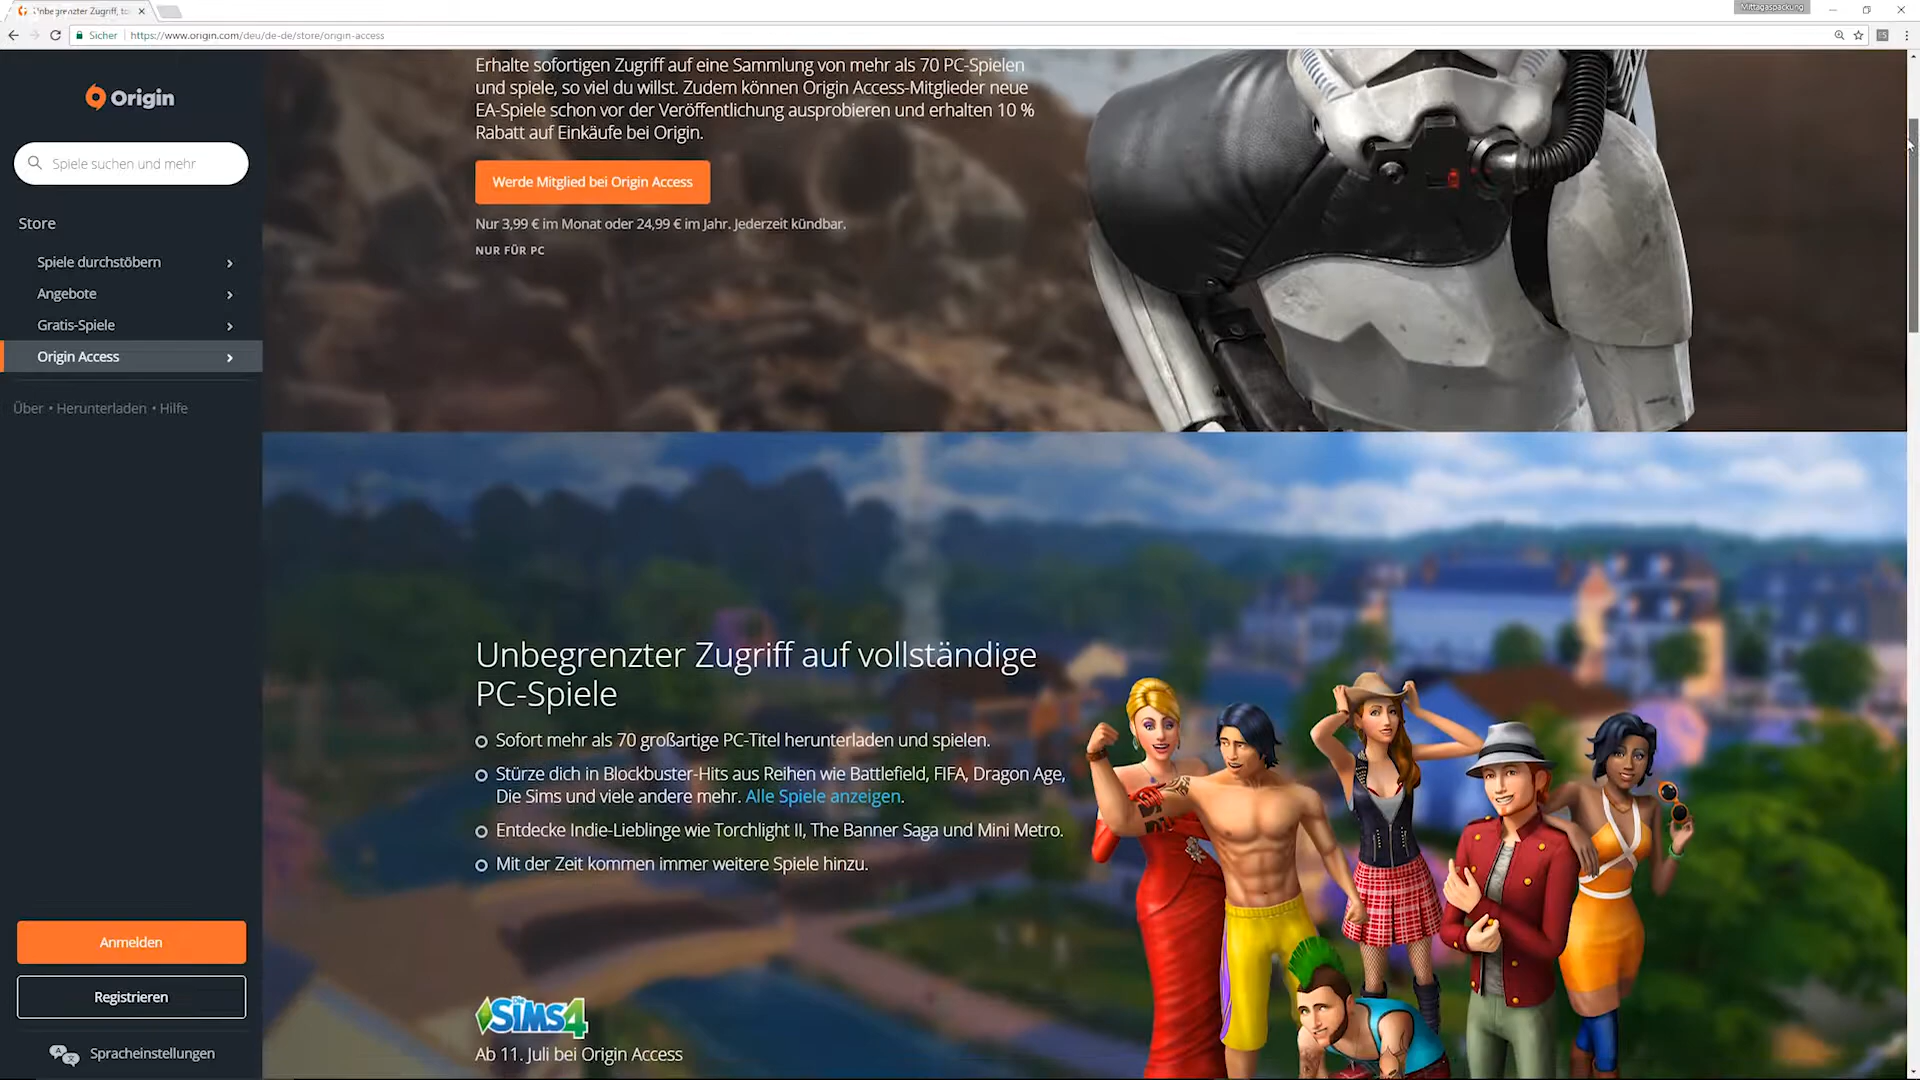 Unbegrenzter Zugriff, to
Mittagaspackung
Sicher
https://www.origin.com/deu/de-de/store/origin-access
Origin
Spiele suchen und mehr
Store
Spiele durchstöbern
Angebote
Gratis-Spiele
Origin Access
Über • Herunterladen • Hilfe
Anmelden
Registrieren
Spracheinstellungen
Erhalte sofortigen Zugriff auf eine Sammlung von mehr als 70 PC-Spielen
und spiele, so viel du willst. Zudem können Origin Access-Mitglieder neue
EA-Spiele schon vor der Veröffentlichung ausprobieren und erhalten 10 %
Rabatt auf Einkäufe bei Origin.
Werde Mitglied bei Origin Access
Nur 3,99 € im Monat oder 24,99 € im Jahr. Jederzeit kündbar.
NUR FÜR PC
Unbegrenzter Zugriff auf vollständige
PC-Spiele
Sofort mehr als 70 großartige PC-Titel herunterladen und spielen.
Stürze dich in Blockbuster-Hits aus Reihen wie Battlefield, FIFA, Dragon Age,
Die Sims und viele andere mehr. Alle Spiele anzeigen.
Entdecke Indie-Lieblinge wie Torchlight II, The Banner Saga und Mini Metro.
Mit der Zeit kommen immer weitere Spiele hinzu.
Die Sims 4
Ab 11. Juli bei Origin Access